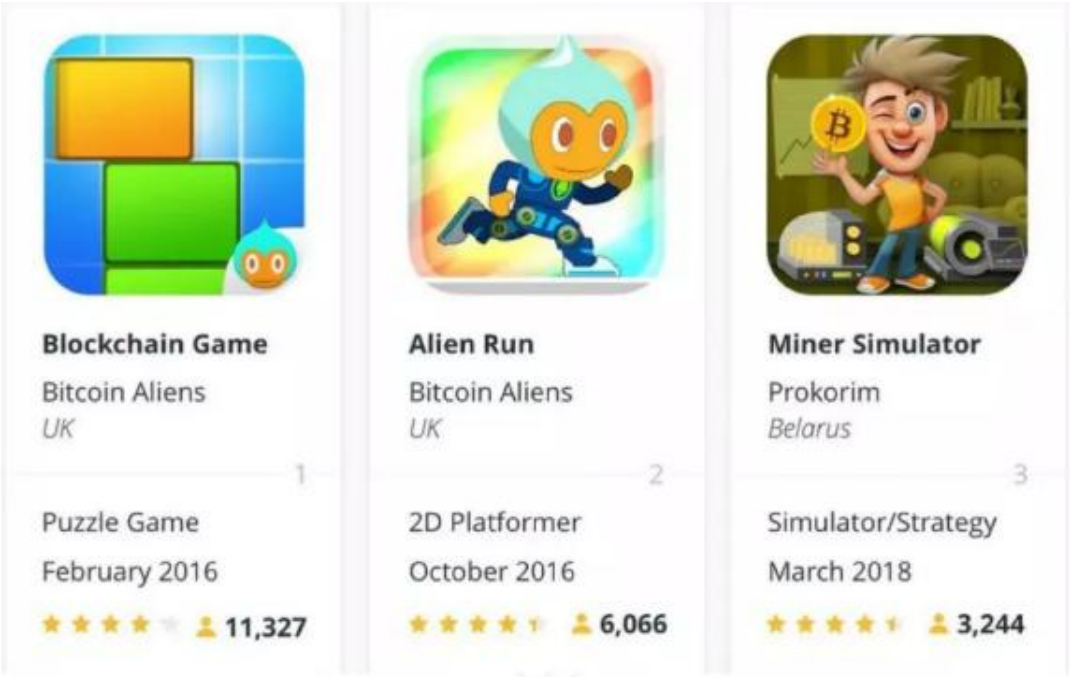 Blockchain Game
Bitcoin Aliens
UK
1
Puzzle Game
February 2016
11,327
Alien Run
Bitcoin Aliens
UK
2
2D Platformer
October 2016
6,066
Miner Simulator
Prokorim
Belarus
3
Simulator/Strategy
March 2018
3,244